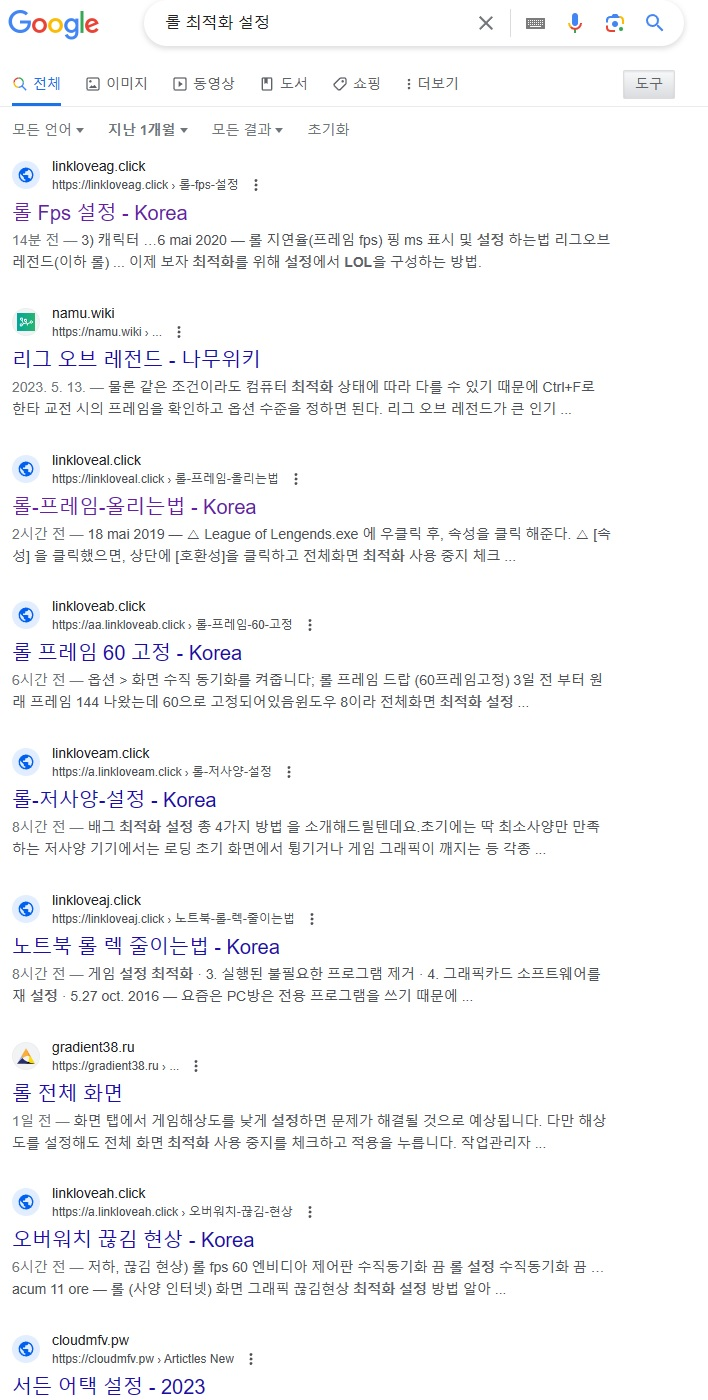 Google
롤 최적화 설정
전체 이미지 동영상 도서 쇼핑 더보기 도구
모든 언어 지난 1개월 모든 결과 초기화
linkloveag.click
https://linkloveag.click › 롤-fps-설정
롤 Fps 설정 - Korea
14분 전 — 3) 캐릭터 ...6 mai 2020 — 롤 지연율(프레임 fps) 핑 ms 표시 및 설정 하는법 리그오브
레전드(이하 롤) ... 이제 보자 최적화를 위해 설정에서 LOL을 구성하는 방법.
namu.wiki
https://namu.wiki › ...
리그 오브 레전드 - 나무위키
2023. 5. 13. — 물론 같은 조건이라도 컴퓨터 최적화 상태에 따라 다를 수 있기 때문에 Ctrl+F로
한타 교전 시의 프레임을 확인하고 옵션 수준을 정하면 된다. 리그 오브 레전드가 큰 인기 ...
linkloveal.click
https://linkloveal.click › 롤-프레임-올리는법
롤-프레임-올리는법 - Korea
2시간 전 — 18 mai 2019 — △ League of Lengends.exe 에 우클릭 후, 속성을 클릭 해준다. △ [속
성] 을 클릭했으면, 상단에 [호환성]을 클릭하고 전체화면 최적화 사용 중지 체크 ...
linkloveab.click
https://aa.linkloveab.click › 롤-프레임-60-고정
롤 프레임 60 고정 - Korea
6시간 전 — 옵션 > 화면 수직 동기화를 켜줍니다; 롤 프레임 드랍 (60프레임고정) 3일 전 부터 원
래 프레임 144 나왔는데 60으로 고정되어있음윈도우 8이라 전체화면 최적화 설정 ...
linkloveam.click
https://a.linkloveam.click › 롤-저사양-설정
롤-저사양-설정 - Korea
8시간 전 — 배그 최적화 설정 총 4가지 방법 을 소개해드릴텐데요.초기에는 딱 최소사양만 만족
하는 저사양 기기에서는 로딩 초기 화면에서 튕기거나 게임 그래픽이 깨지는 등 각종 ...
linkloveaj.click
https://linkloveaj.click › 노트북-롤-렉-줄이는법
노트북 롤 렉 줄이는법 - Korea
8시간 전 — 게임 설정 최적화 · 3. 실행된 불필요한 프로그램 제거 · 4. 그래픽카드 소프트웨어를
재 설정 · 5.27 oct. 2016 — 요즘은 PC방은 전용 프로그램을 쓰기 때문에 ...
gradient38.ru
https://gradient38.ru › ...
롤 전체 화면
1일 전 — 화면 탭에서 게임해상도를 낮게 설정하면 문제가 해결될 것으로 예상됩니다. 다만 해상
도를 설정해도 전체 화면 최적화 사용 중지를 체크하고 적용을 누릅니다. 작업관리자 ...
linkloveah.click
https://a.linkloveah.click › 오버워치-끊김-현상
오버워치 끊김 현상 - Korea
6시간 전 — 저하, 끊김 현상) 롤 fps 60 엔비디아 제어판 수직동기화 끔 롤 설정 수직동기화 끔 ...
acum 11 ore — 롤 (사양 인터넷) 화면 그래픽 끊김현상 최적화 설정 방법 알아 ...
cloudmfv.pw
https://cloudmfv.pw › Artictles New
서든 어택 설정 - 2023